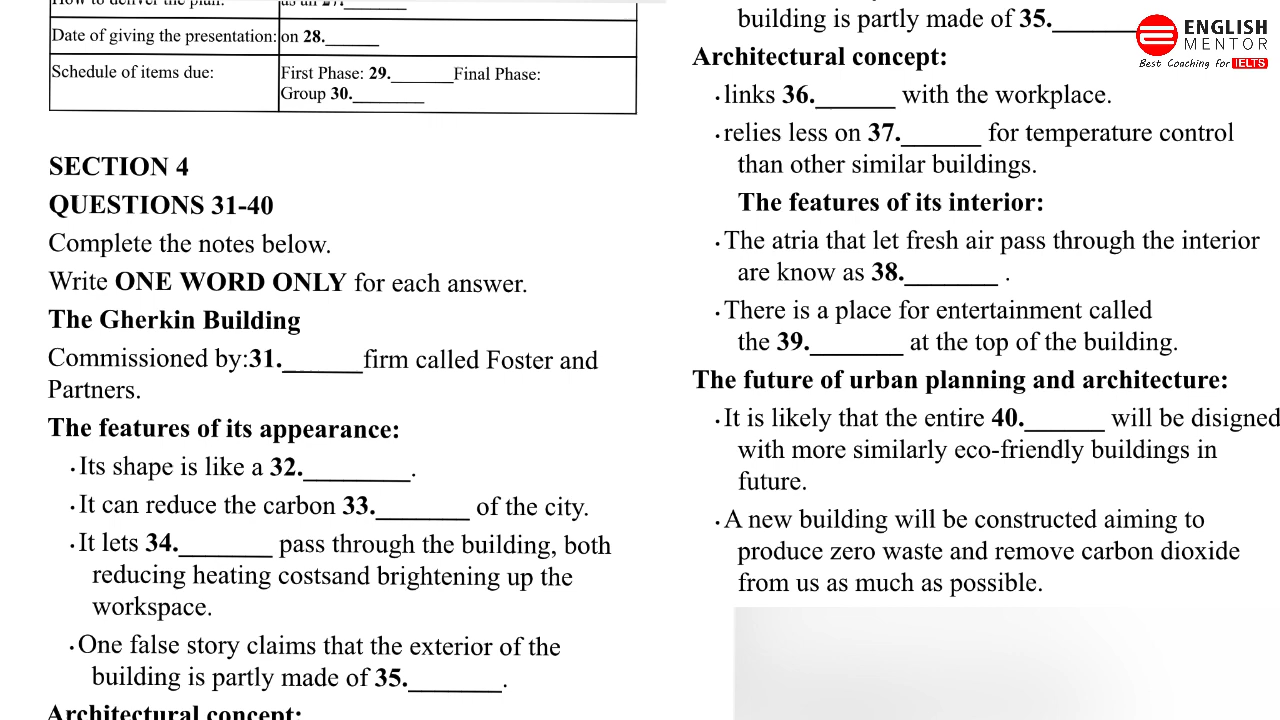 as an 27.
Date of giving the presentation: on 28.______
Schedule of items due: First Phase: 29._______Final Phase:
Group 30.________
SECTION 4
QUESTIONS 31-40
Complete the notes below.
Write ONE WORD ONLY for each answer.
The Gherkin Building
Commissioned by:31.______firm called Foster and
Partners.
The features of its appearance:
·Its shape is like a 32.________.
·It can reduce the carbon 33._______ of the city.
·It lets 34._______ pass through the building, both
reducing heating costsand brightening up the
workspace.
·One false story claims that the exterior of the
building is partly made of 35._______.
Architectural concept:
building is partly made of 35.______
Architectural concept:
·links 36.______ with the workplace.
·relies less on 37.______ for temperature control
than other similar buildings.
The features of its interior:
·The atria that let fresh air pass through the interior
are know as 38._______ .
·There is a place for entertainment called
the 39._______ at the top of the building.
The future of urban planning and architecture:
·It is likely that the entire 40.______ will be disigned
with more similarly eco-friendly buildings in
future.
·A new building will be constructed aiming to
produce zero waste and remove carbon dioxide
from us as much as possible.
ENGLISH
MENTOR
Best Coaching for IELTS